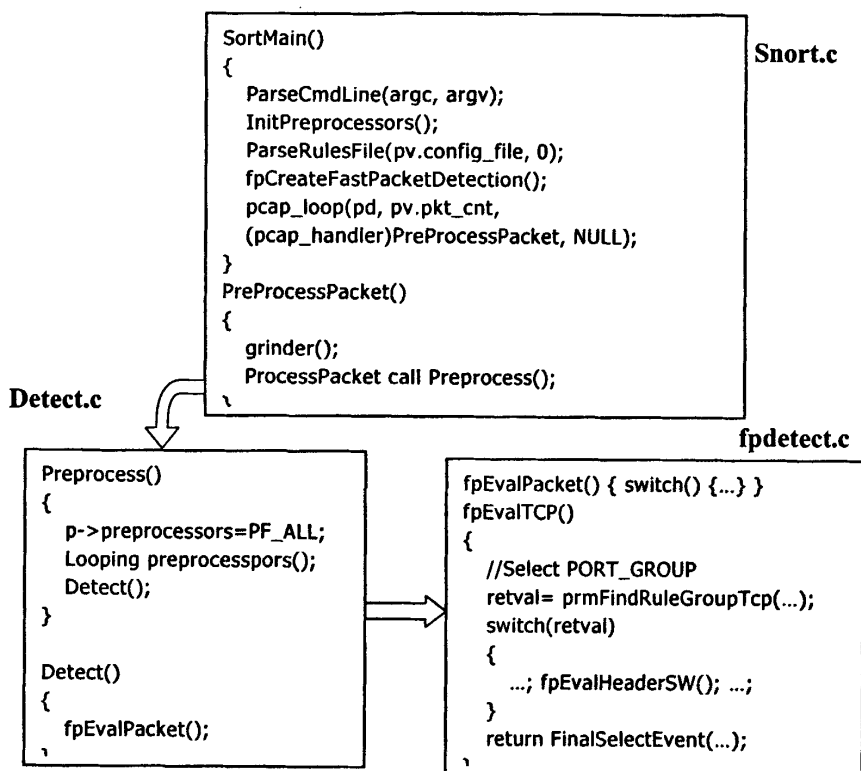 Snort.c
SortMain()
{
ParseCmdLine(argc, argv);
InitPreprocessors();
ParseRulesFile(pv.config_file, 0);
fpCreateFastPacketDetection();
pcap_loop(pd, pv.pkt_cnt,
(pcap_handler)PreProcessPacket, NULL);
}
PreProcessPacket()
{
grinder();
ProcessPacket call Preprocess();
}
Detect.c
Preprocess()
{
p->preprocessors=PF_ALL;
Looping preprocesspors();
Detect();
}
Detect()
{
fpEvalPacket();
}
fpdetect.c
fpEvalPacket() { switch() {...} }
fpEvalTCP()
{
//Select PORT_GROUP
retval= prmFindRuleGroupTcp(...);
switch(retval)
{
...; fpEvalHeaderSW(); ...;
}
return FinalSelectEvent(...);
}